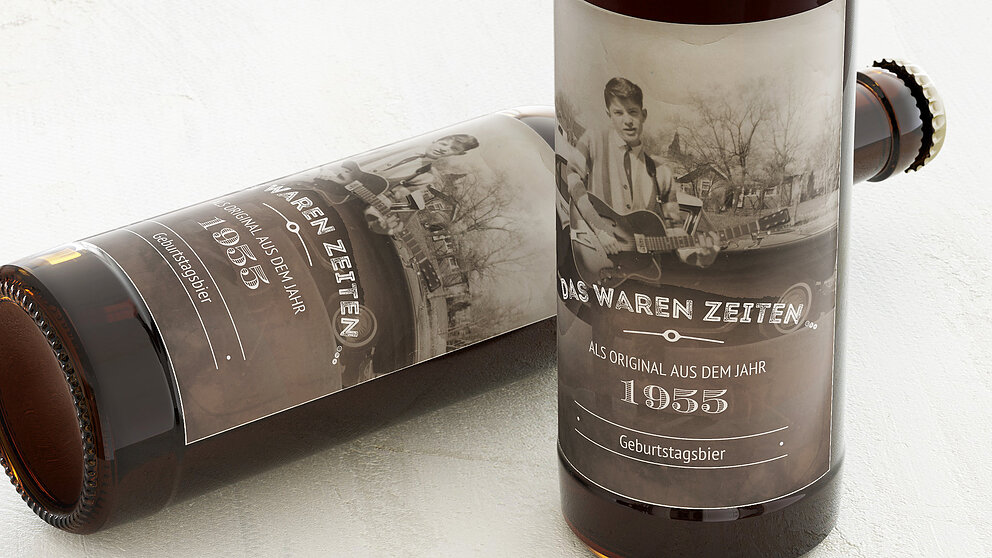 WAREN ZEITEN...
ALS ORIGINAL AUS DEM JAHR
1955
Geburtstagsbier
DAS WAREN ZEITEN...
ALS ORIGINAL AUS DEM JAHR
1955
Geburtstagsbier